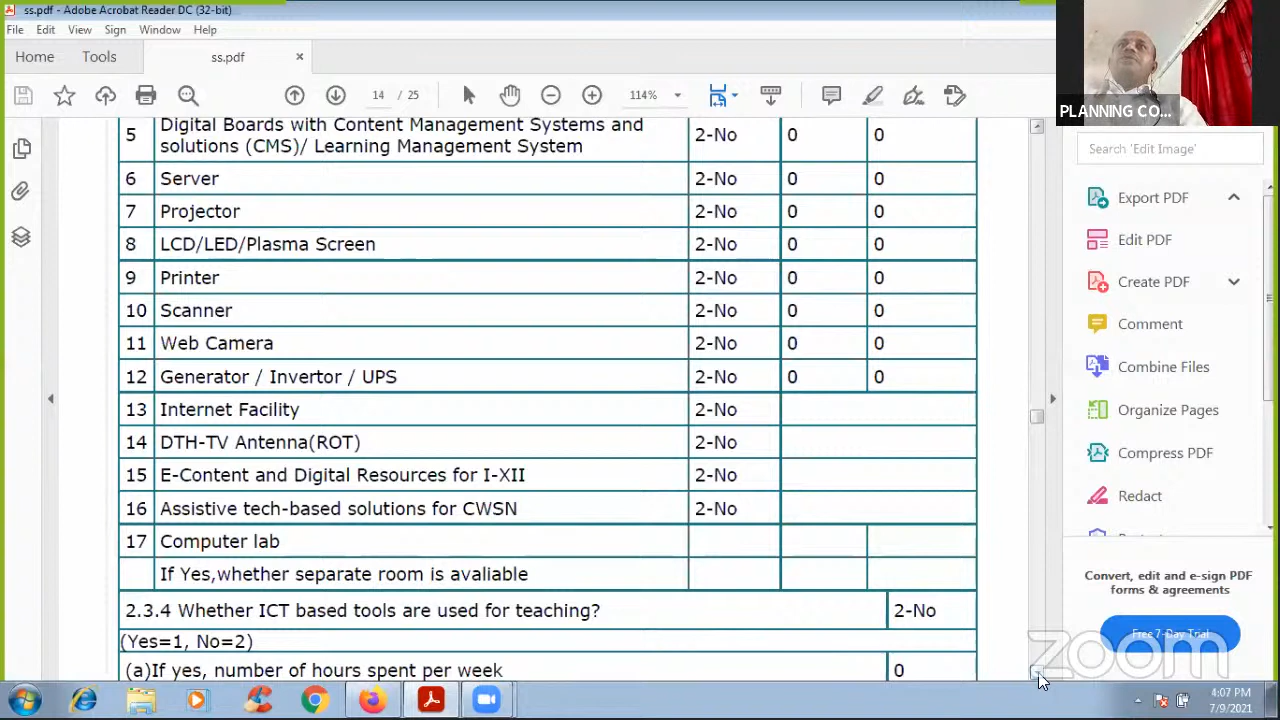 ss.pdf - Adobe Acrobat Reader DC (32-bit)
File Edit View Sign Window Help
Home Tools ss.pdf ×
14 / 25 114%
PLANNING CO...
Search 'Edit Image'
5 Digital Boards with Content Management Systems and solutions (CMS)/ Learning Management System 2-No 0 0
6 Server 2-No 0 0
7 Projector 2-No 0 0
8 LCD/LED/Plasma Screen 2-No 0 0
9 Printer 2-No 0 0
10 Scanner 2-No 0 0
11 Web Camera 2-No 0 0
12 Generator / Invertor / UPS 2-No 0 0
13 Internet Facility 2-No
14 DTH-TV Antenna(ROT) 2-No
15 E-Content and Digital Resources for I-XII 2-No
16 Assistive tech-based solutions for CWSN 2-No
17 Computer lab
If Yes,whether separate room is avaliable
2.3.4 Whether ICT based tools are used for teaching? 2-No
(Yes=1, No=2)
(a)If yes, number of hours spent per week 0
Export PDF
Edit PDF
Create PDF
Comment
Combine Files
Organize Pages
Compress PDF
Redact
Convert, edit and e-sign PDF
forms & agreements
Free 7-Day Trial
zoom
4:07 PM
7/9/2021